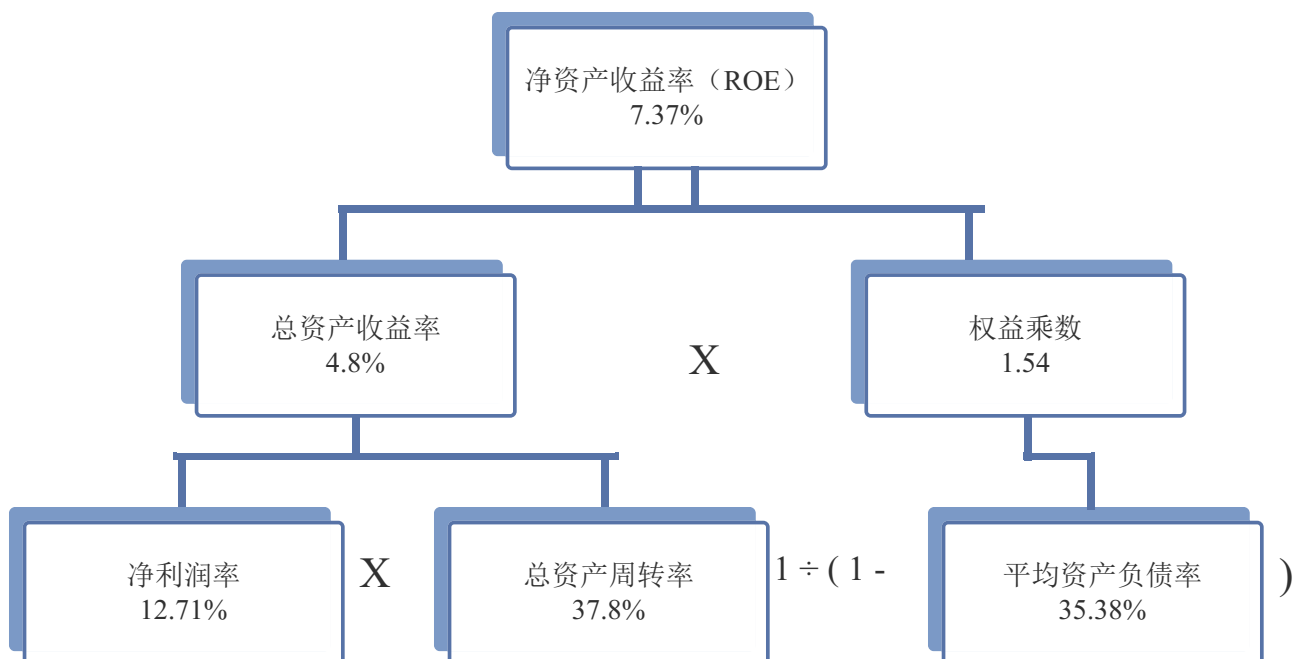 净资产收益率（ROE）
7.37%
总资产收益率
4.8%
X
权益乘数
1.54
净利润率
12.71%
X
总资产周转率
37.8%
1 ÷ ( 1 -
平均资产负债率
35.38%
)